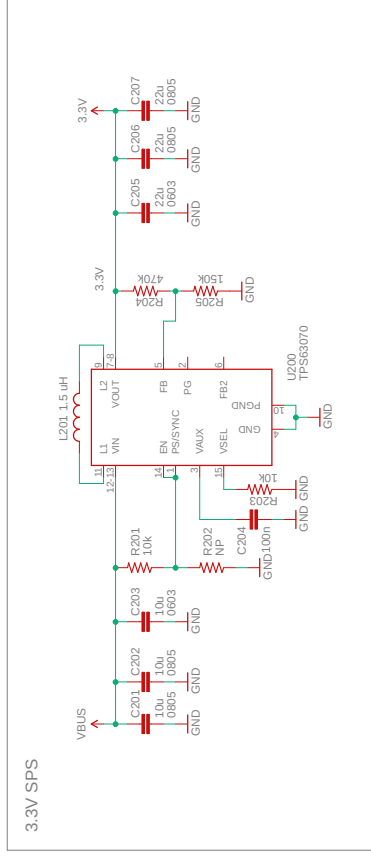 3.3V SPS
VBUS
C201
10u
0805
GND
C202
10u
0805
GND
C203
10u
0603
GND
R201
10k
R202
NP
GND
C204
100n
GND
R203
10k
GND
L201 1.5 uH
11
L1
12-13
VIN
14
EN
1
PS/SYNC
3
VAUX
15
VSEL
9
L2
7-8
VOUT
5
FB
2
PG
6
FB2
4
GND
10
PGND
GND
U200
TPS63070
3.3V
R204
470k
R205
150k
GND
C205
22u
0603
GND
C206
22u
0805
GND
C207
22u
0805
GND
3.3V